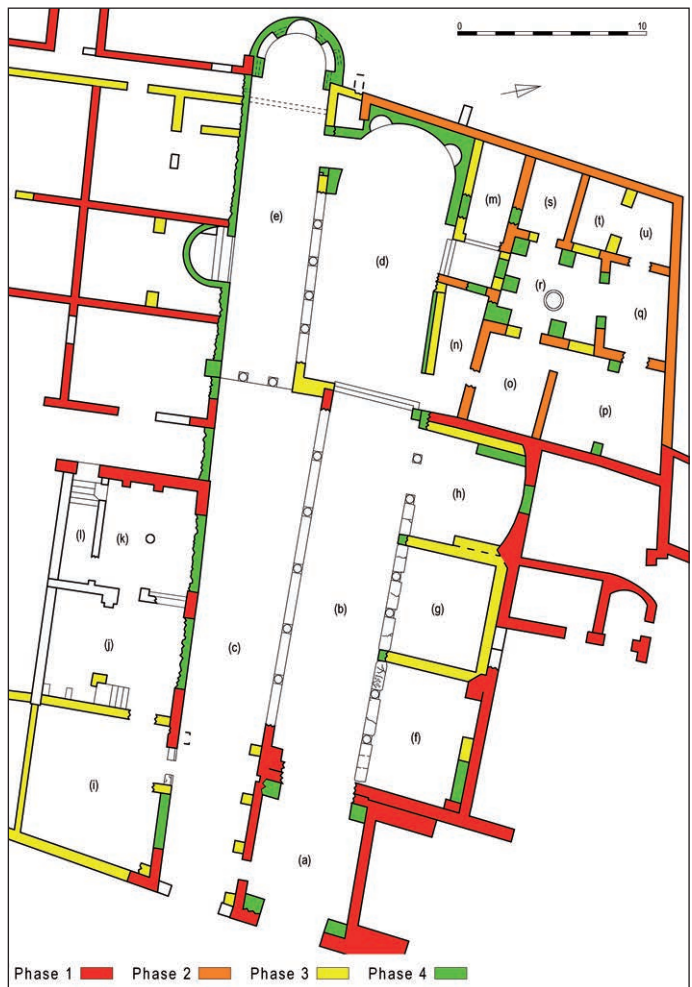 0 10
(m)
(s)
(t)
(u)
(e)
(d)
(r)
(q)
(n)
(o)
(p)
(h)
(l)
(k)
(b)
(g)
(j)
(c)
(f)
(i)
(a)
Phase 1 Phase 2 Phase 3 Phase 4